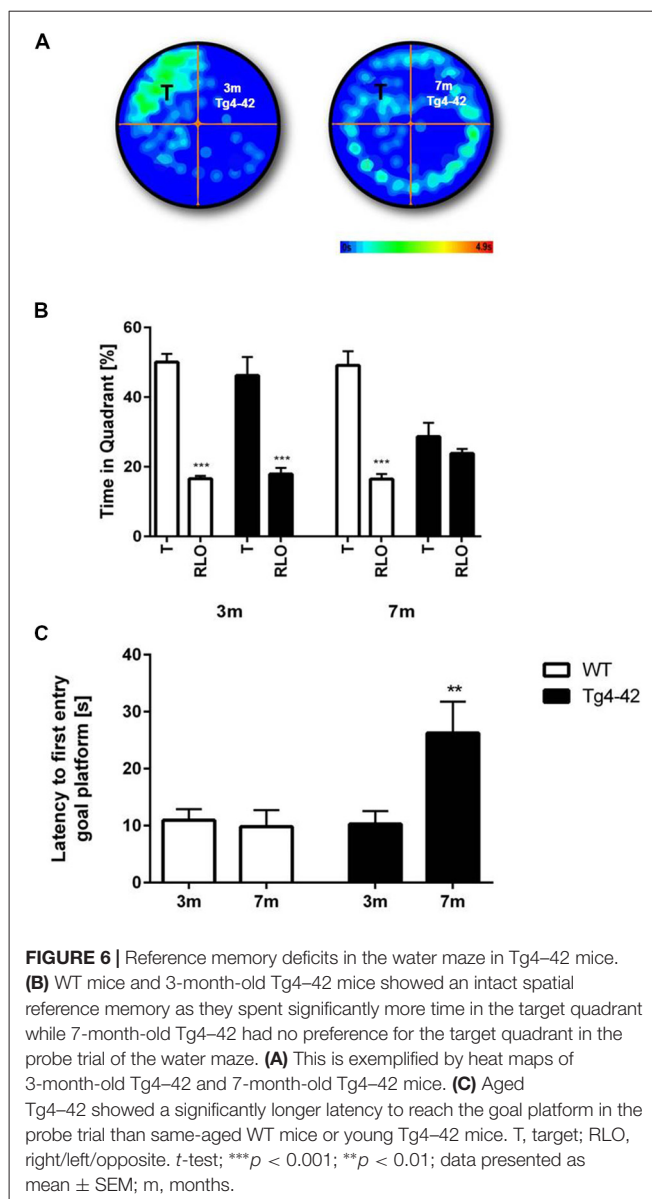 A
T
3m
Tg4-42
T
7m
Tg4-42
0s
4.9s
B
Time in Quadrant [%]
60
40
20
0
***
***
***
T
RLO
T
RLO
T
RLO
T
RLO
3m
7m
C
Latency to first entry
goal platform [s]
40
30
20
10
0
**
3m
7m
3m
7m
WT
Tg4-42
FIGURE 6 | Reference memory deficits in the water maze in Tg4–42 mice.
(B) WT mice and 3-month-old Tg4–42 mice showed an intact spatial
reference memory as they spent significantly more time in the target quadrant
while 7-month-old Tg4–42 had no preference for the target quadrant in the
probe trial of the water maze. (A) This is exemplified by heat maps of
3-month-old Tg4–42 and 7-month-old Tg4–42 mice. (C) Aged
Tg4–42 showed a significantly longer latency to reach the goal platform in the
probe trial than same-aged WT mice or young Tg4–42 mice. T, target; RLO,
right/left/opposite. t-test; ***p < 0.001; **p < 0.01; data presented as
mean ± SEM; m, months.